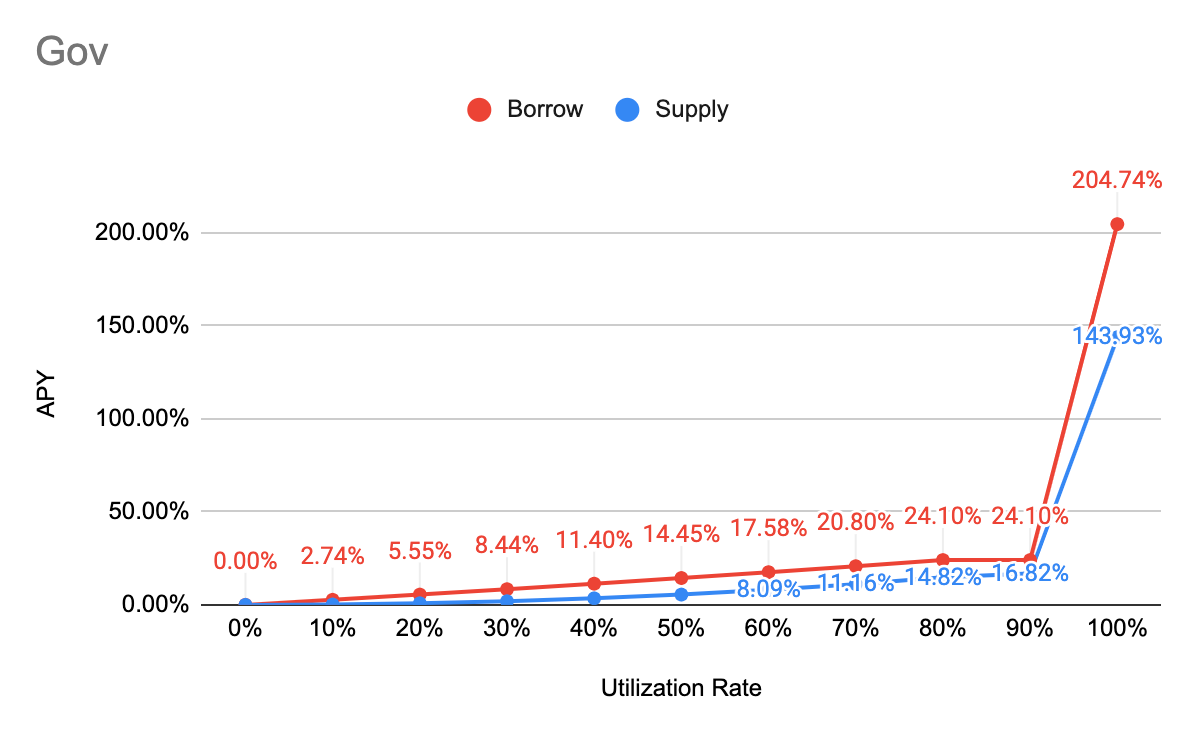 Gov
Borrow Supply
204.74%
200.00%
150.00%
143.93%
100.00%
APY
50.00%
0.00% 2.74% 5.55% 8.44% 11.40% 14.45% 17.58% 20.80% 24.10% 24.10%
8.09% 11.16% 14.82% 16.82%
0.00%
0% 10% 20% 30% 40% 50% 60% 70% 80% 90% 100%
Utilization Rate